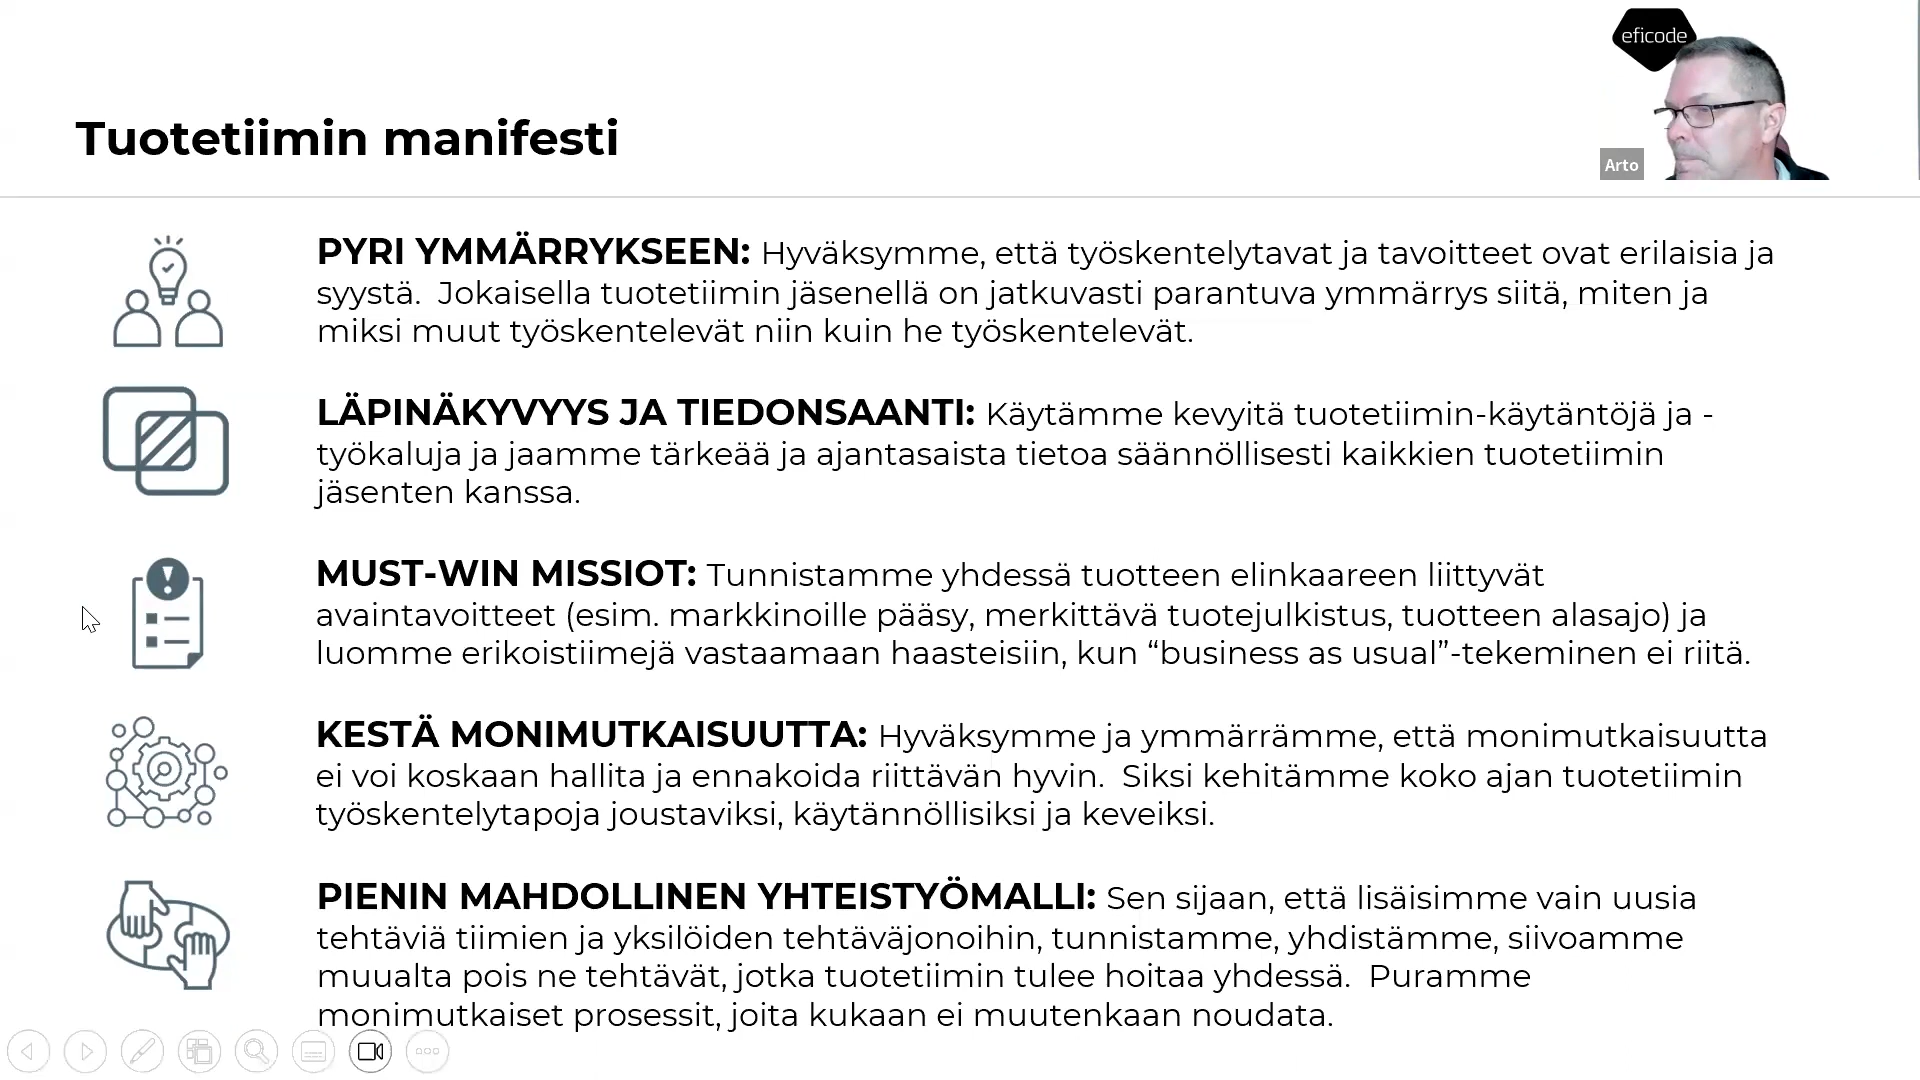 eficode
Tuotetiimin manifesti
Arto
PYRI YMMÄRRYKSEEN: Hyväksymme, että työskentelytavat ja tavoitteet ovat erilaisia ja
syystä.  Jokaisella tuotetiimin jäsenellä on jatkuvasti parantuva ymmärrys siitä, miten ja
miksi muut työskentelevät niin kuin he työskentelevät.
LÄPINÄKYVYYS JA TIEDONSAANTI: Käytämme kevyitä tuotetiimin-käytäntöjä ja -
työkaluja ja jaamme tärkeää ja ajantasaista tietoa säännöllisesti kaikkien tuotetiimin
jäsenten kanssa.
MUST-WIN MISSIOT: Tunnistamme yhdessä tuotteen elinkaareen liittyvät
avaintavoitteet (esim. markkinoille pääsy, merkittävä tuotejulkistus, tuotteen alasajo) ja
luomme erikoistiimejä vastaamaan haasteisiin, kun “business as usual”-tekeminen ei riitä.
KESTÄ MONIMUTKAISUUTTA: Hyväksymme ja ymmärrämme, että monimutkaisuutta
ei voi koskaan hallita ja ennakoida riittävän hyvin.  Siksi kehitämme koko ajan tuotetiimin
työskentelytapoja joustaviksi, käytännöllisiksi ja keveiksi.
PIENIN MAHDOLLINEN YHTEISTYÖMALLI: Sen sijaan, että lisäisimme vain uusia
tehtäviä tiimien ja yksilöiden tehtäväjonoihin, tunnistamme, yhdistämme, siivoamme
muualta pois ne tehtävät, jotka tuotetiimin tulee hoitaa yhdessä.  Puramme
monimutkaiset prosessit, joita kukaan ei muutenkaan noudata.